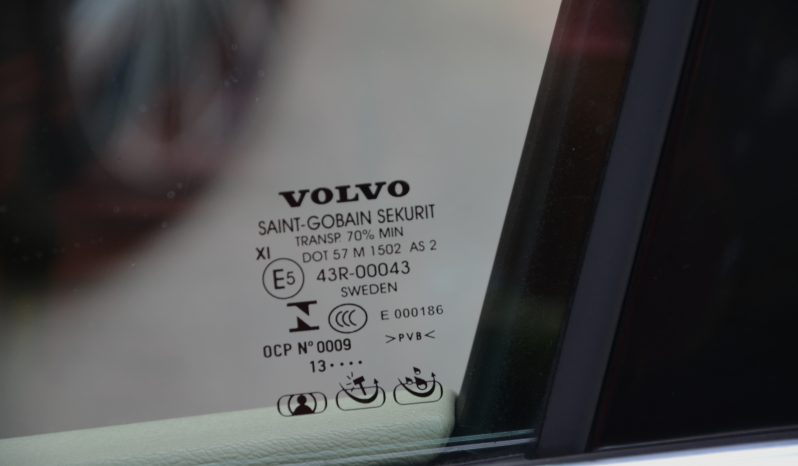 VOLVO
SAINT-GOBAIN SEKURIT
TRANSP. 70% MIN
XI DOT 57 M 1502 AS 2
E5 43R-00043
SWEDEN
CCC E 000186
OCP N° 0009 >PVB<
13····